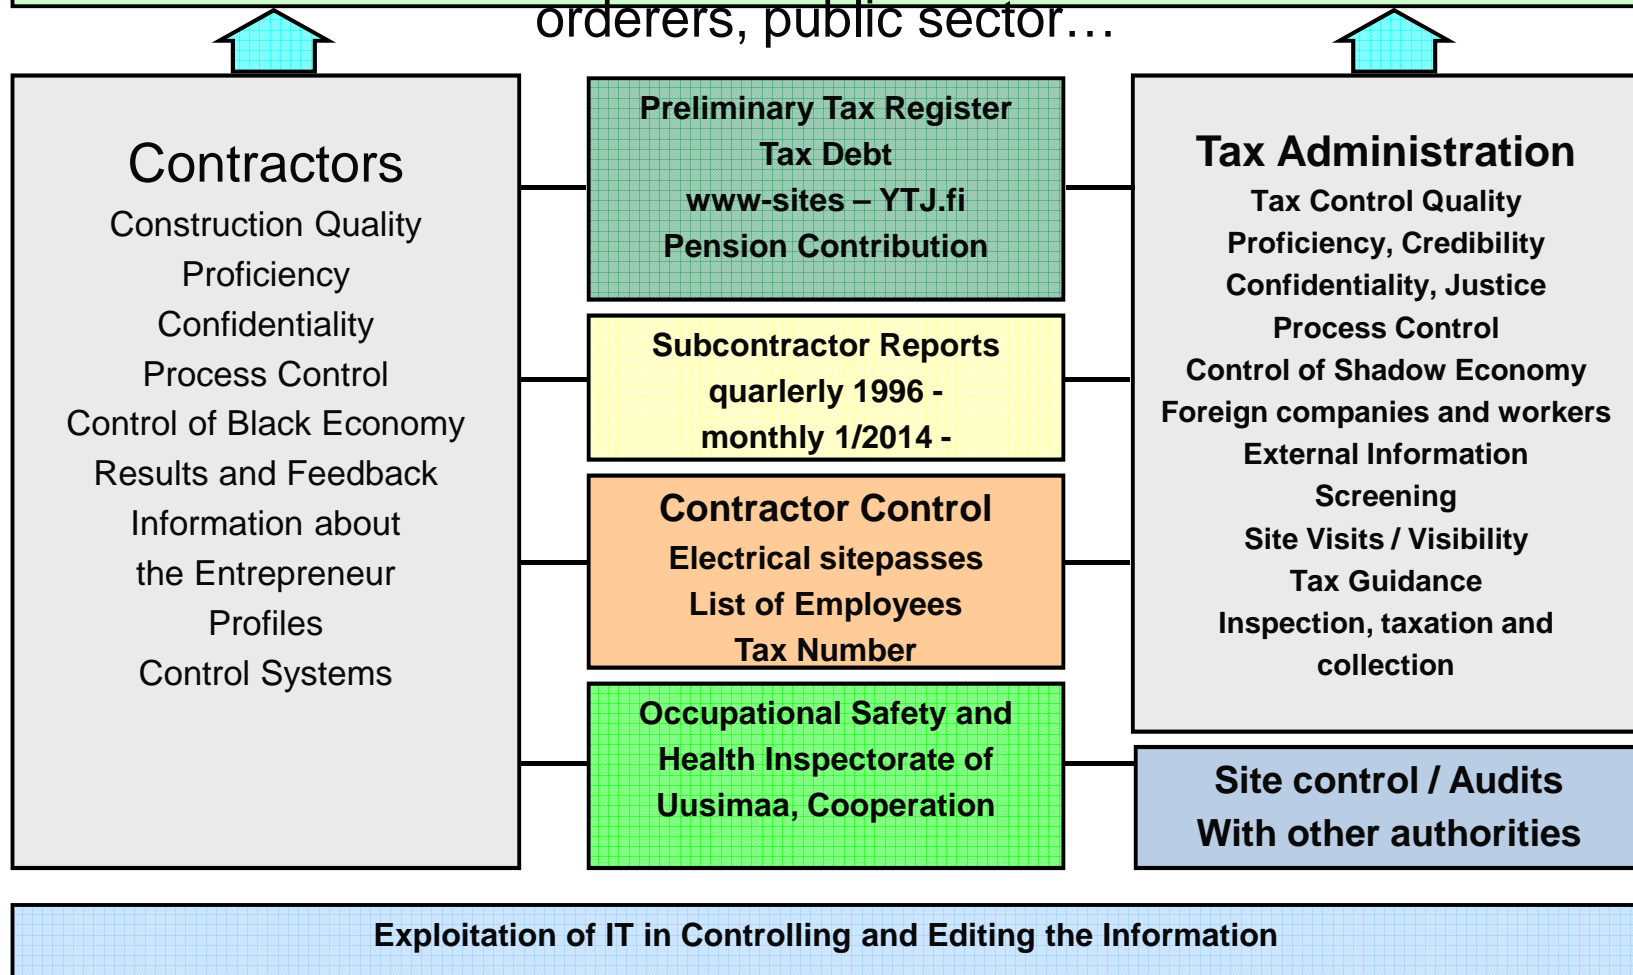 orderers, public sector…
Contractors
Construction Quality
Proficiency
Confidentiality
Process Control
Control of Black Economy
Results and Feedback
Information about
the Entrepreneur
Profiles
Control Systems
Preliminary Tax Register
Tax Debt
www-sites – YTJ.fi
Pension Contribution
Subcontractor Reports
quarlerly 1996 -
monthly 1/2014 -
Contractor Control
Electrical sitepasses
List of Employees
Tax Number
Occupational Safety and
Health Inspectorate of
Uusimaa, Cooperation
Tax Administration
Tax Control Quality
Proficiency, Credibility
Confidentiality, Justice
Process Control
Control of Shadow Economy
Foreign companies and workers
External Information
Screening
Site Visits / Visibility
Tax Guidance
Inspection, taxation and
collection
Site control / Audits
With other authorities
Exploitation of IT in Controlling and Editing the Information